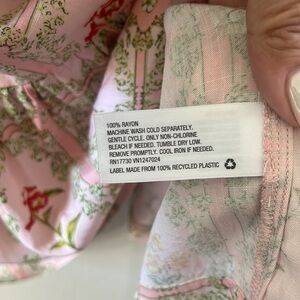 100% RAYON
MACHINE WASH COLD SEPARATELY.
GENTLE CYCLE. ONLY NON-CHLORINE
BLEACH IF NEEDED. TUMBLE DRY LOW.
REMOVE PROMPTLY. COOL IRON IF NEEDED.
RN17730 VN1247024
LABEL MADE FROM 100% RECYCLED PLASTIC